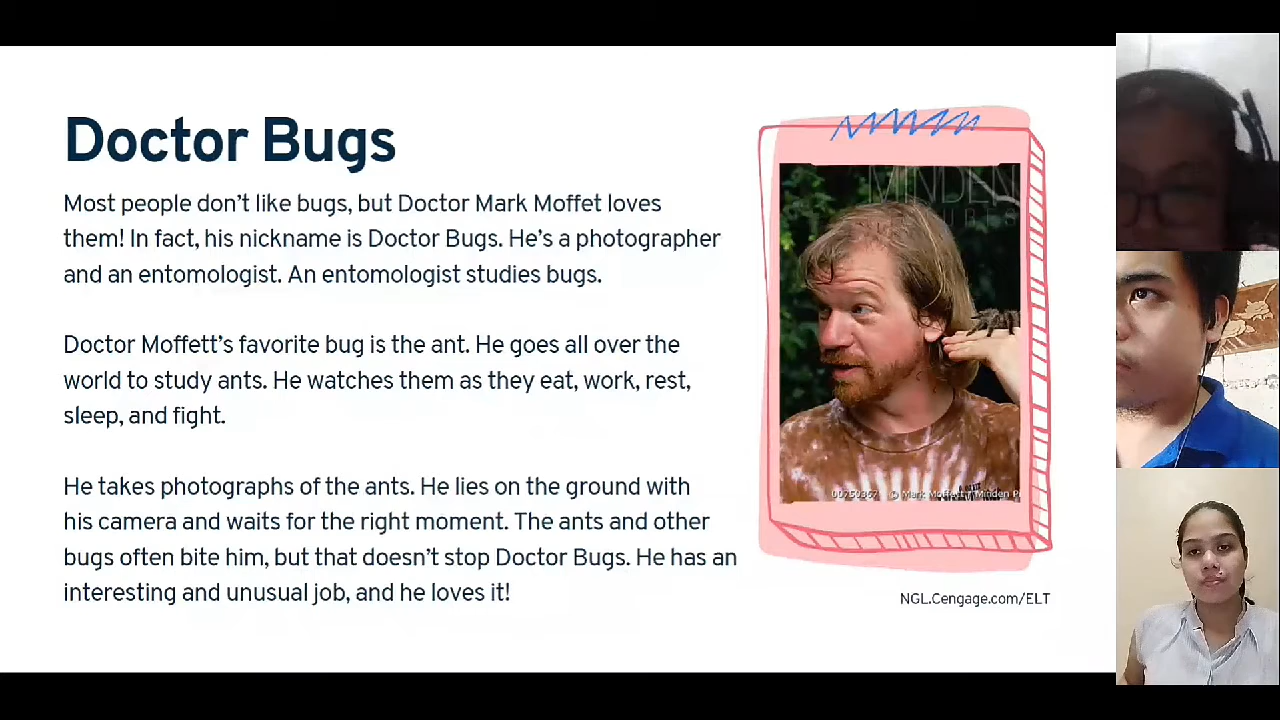 Doctor Bugs
Most people don't like bugs, but Doctor Mark Moffet loves
them! In fact, his nickname is Doctor Bugs. He's a photographer
and an entomologist. An entomologist studies bugs.
Doctor Moffett's favorite bug is the ant. He goes all over the
world to study ants. He watches them as they eat, work, rest,
sleep, and fight.
He takes photographs of the ants. He lies on the ground with
his camera and waits for the right moment. The ants and other
bugs often bite him, but that doesn't stop Doctor Bugs. He has an
interesting and unusual job, and he loves it!
MINDEN
00750367 © Mark Moffett / Minden P
NGL.Cengage.com/ELT